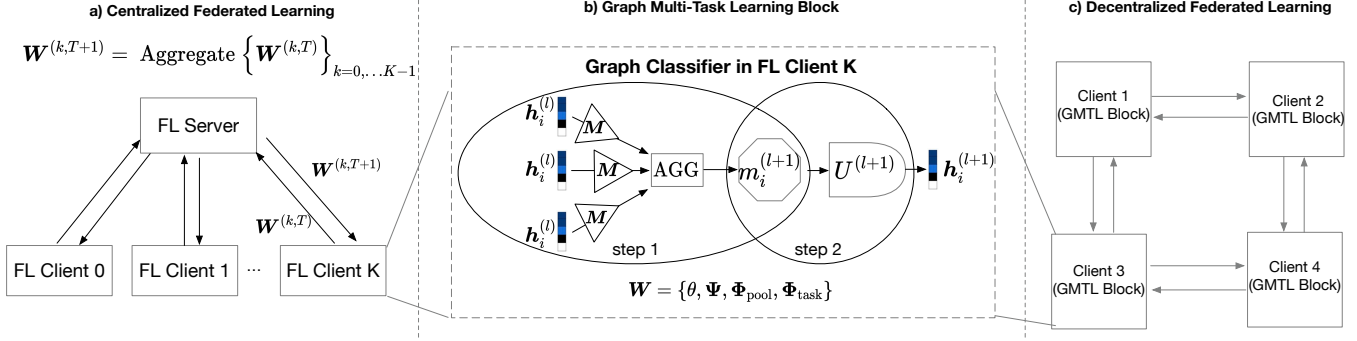 a) Centralized Federated Learning
W^{(k,T+1)} = Aggregate {W^{(k,T)}}_{k=0,...K-1}
FL Server
W^{(k,T+1)}
W^{(k,T)}
FL Client 0
FL Client 1
...
FL Client K
b) Graph Multi-Task Learning Block
Graph Classifier in FL Client K
h_i^{(l)}
M
h_i^{(l)}
M
AGG
m_i^{(l+1)}
U^{(l+1)}
h_i^{(l+1)}
h_i^{(l)}
M
step 1
step 2
W = {θ, Ψ, Φ_pool, Φ_task}
c) Decentralized Federated Learning
Client 1
(GMTL Block)
Client 2
(GMTL Block)
Client 3
(GMTL Block)
Client 4
(GMTL Block)